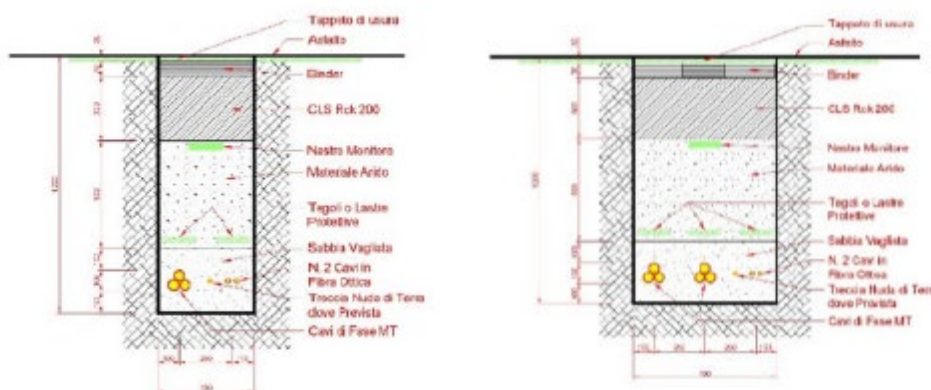 Tappeto di usura
Asfalto
Binder
CLS Rck 200
Nastro Monitore
Materiale Arido
Tegoli o Lastre
Protettive
Sabbia Vagliata
N. 2 Cavi in
Fibra Ottica
Treccia Nuda di Terra
dove Prevista
Cavi di Fase MT
Tappeto di usura
Asfalto
Binder
CLS Rck 200
Nastro Monitore
Materiale Arido
Tegoli o Lastre
Protettive
Sabbia Vagliata
N. 2 Cavi in
Fibra Ottica
Treccia Nuda di Terra
dove Prevista
Cavi di Fase MT